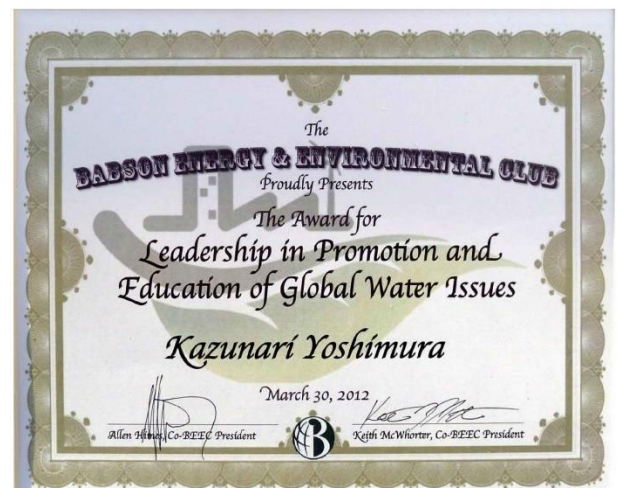 The
BABSON ENERGY & ENVIRONMENTAL CLUB
Proudly Presents
The Award for
Leadership in Promotion and
Education of Global Water Issues
Kazunari Yoshimura
March 30, 2012
Allen Himes, Co-BEEC President
B
Keith McWhorter, Co-BEEC President